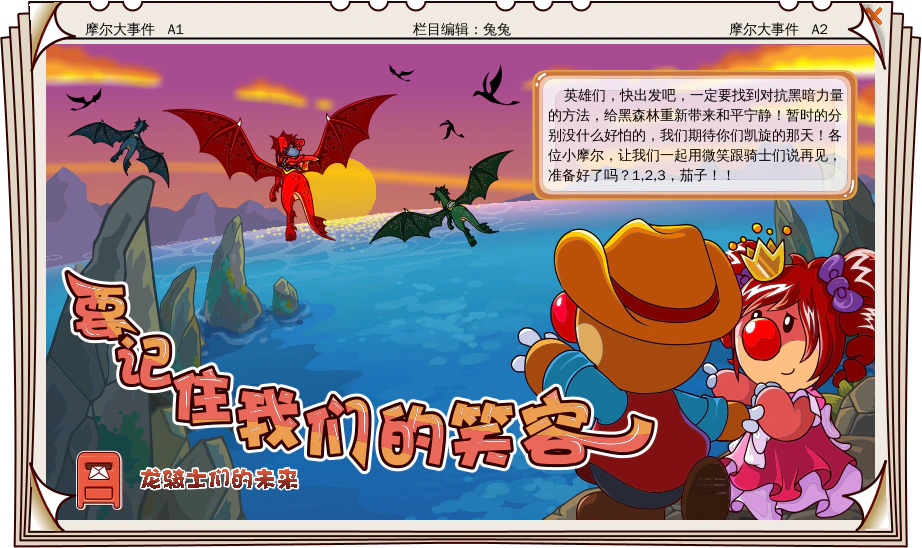 摩尔大事件 A1
栏目编辑：兔兔
摩尔大事件 A2
英雄们，快出发吧，一定要找到对抗黑暗力量
的方法，给黑森林重新带来和平宁静！暂时的分
别没什么好怕的，我们期待你们凯旋的那天！各
位小摩尔，让我们一起用微笑跟骑士们说再见，
准备好了吗？1,2,3，茄子！！
要记住我们的笑容
龙骑士们的未来